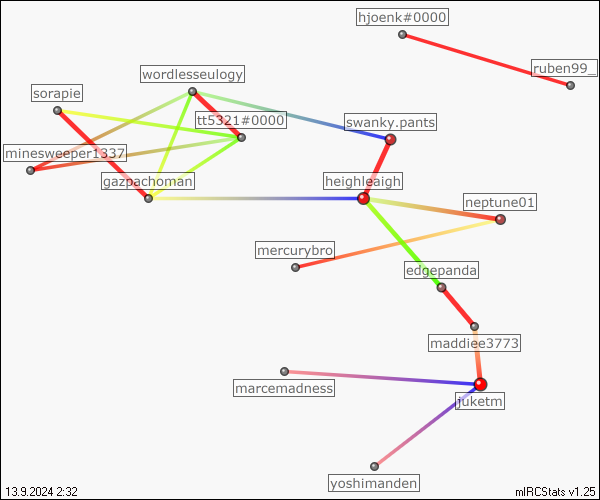 hjoenk#0000
ruben99_
wordlesseulogy
sorapie
tt5321#0000
swanky.pants
minesweeper1337
gazpachoman
heighleaigh
neptune01
mercurybro
edgepanda
maddiee3773
marcemadness
juketm
yoshimanden
13.9.2024 2:32
mIRCStats v1.25